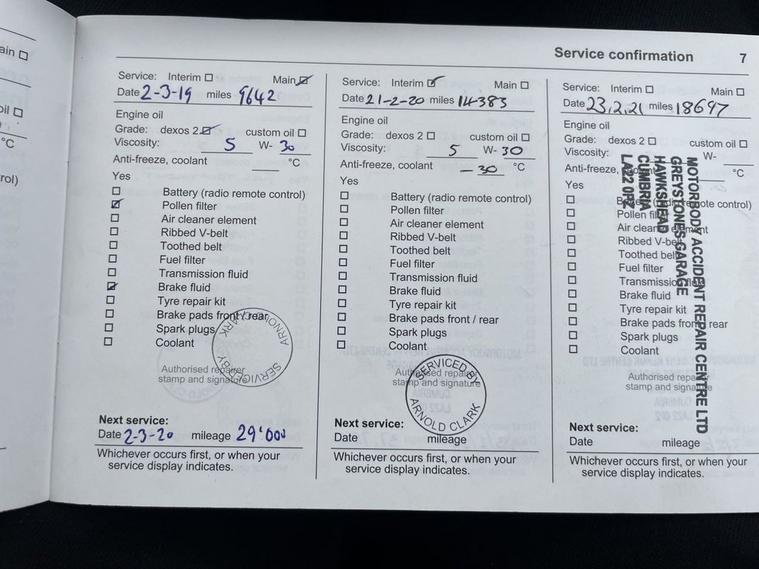 ain ☐
oil ☐
°C
rol)
Service confirmation 7
Service: Interim ☐ Main ☑
Date 2-3-19 miles 9642
Engine oil
Grade: dexos 2 ☑ custom oil ☐
Viscosity: 5 W- 30
Anti-freeze, coolant °C
Yes
☐ Battery (radio remote control)
☑ Pollen filter
☐ Air cleaner element
☐ Ribbed V-belt
☐ Toothed belt
☐ Fuel filter
☐ Transmission fluid
☑ Brake fluid
☐ Tyre repair kit
☐ Brake pads front / rear
☐ Spark plugs
☐ Coolant
Authorised repairer
stamp and signature
SERVICED BY
ARNOLD CLARK
Next service:
Date 2-3-20 mileage 29'000
Whichever occurs first, or when your
service display indicates.
Service: Interim ☑ Main ☐
Date 21-2-20 miles 14383
Engine oil
Grade: dexos 2 ☐ custom oil ☐
Viscosity: 5 W- 30
Anti-freeze, coolant -30 °C
Yes
☐ Battery (radio remote control)
☐ Pollen filter
☐ Air cleaner element
☐ Ribbed V-belt
☐ Toothed belt
☐ Fuel filter
☐ Transmission fluid
☐ Brake fluid
☐ Tyre repair kit
☐ Brake pads front / rear
☐ Spark plugs
☐ Coolant
Authorised repairer
stamp and signature
SERVICED BY
ARNOLD CLARK
Next service:
Date mileage
Whichever occurs first, or when your
service display indicates.
Service: Interim ☐ Main ☐
Date 23.2.21 miles 18697
Engine oil
Grade: dexos 2 ☐ custom oil ☐
Viscosity: W-
Anti-freeze, coolant °C
Yes
☐ Battery (radio remote control)
☐ Pollen filter
☐ Air cleaner element
☐ Ribbed V-belt
☐ Toothed belt
☐ Fuel filter
☐ Transmission fluid
☐ Brake fluid
☐ Tyre repair kit
☐ Brake pads front / rear
☐ Spark plugs
☐ Coolant
Authorised repairer
stamp and signature
MOTORBODY ACCIDENT REPAIR CENTRE LTD
GREYSTONES GARAGE
HAWKSHEAD
CUMBRIA
LA22 0PZ
Next service:
Date mileage
Whichever occurs first, or when your
service display indicates.